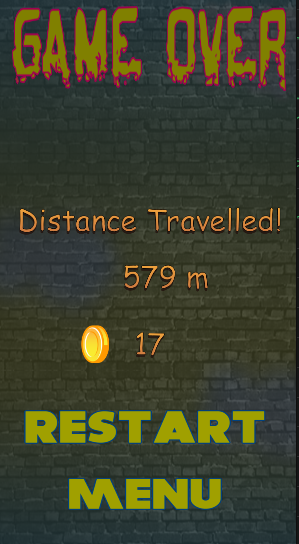 GAME OVER
Distance Travelled!
579 m
17
RESTART
MENU